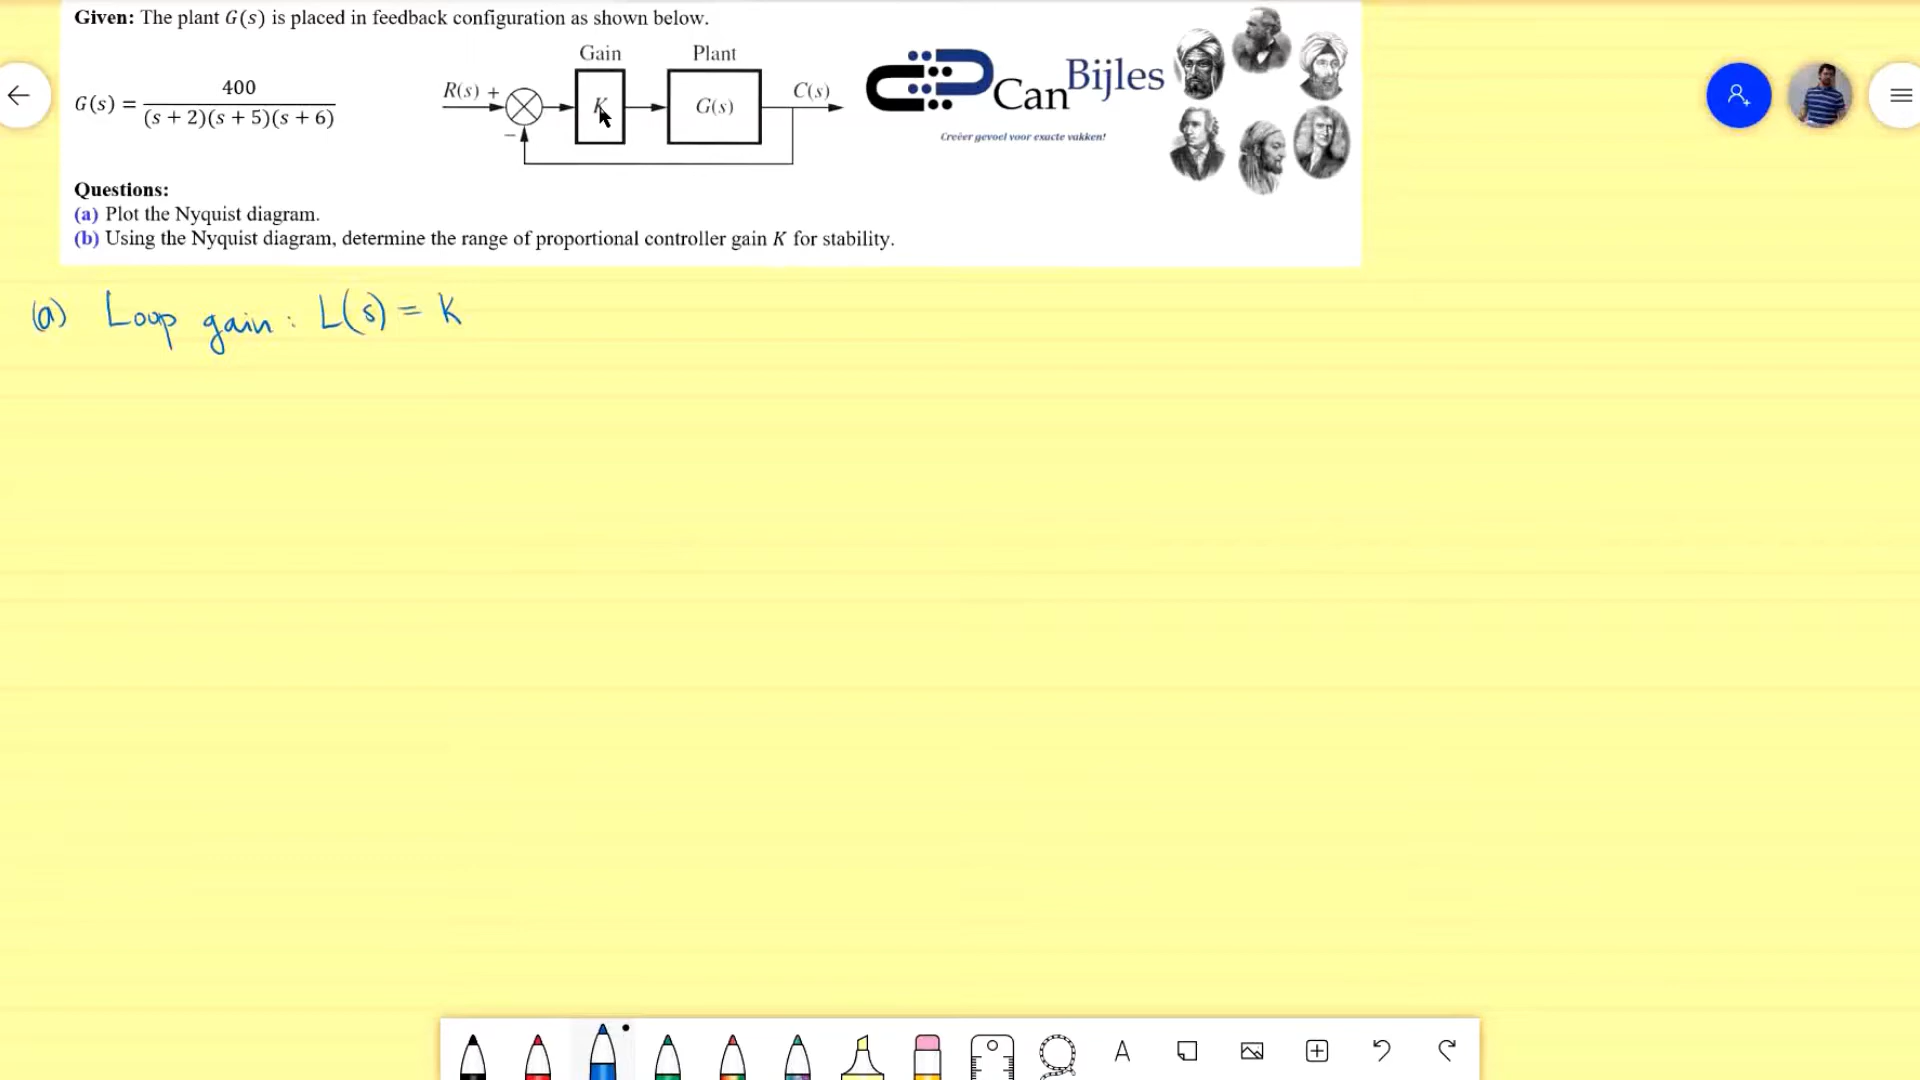 Given: The plant G(s) is placed in feedback configuration as shown below.
G(s) = 400 / (s + 2)(s + 5)(s + 6)
Gain
Plant
R(s) +
−
K
G(s)
C(s)
Can Bijles
Creëer gevoel voor exacte vakken!
Questions:
(a) Plot the Nyquist diagram.
(b) Using the Nyquist diagram, determine the range of proportional controller gain K for stability.
(a) Loop gain : L(s) = K
A